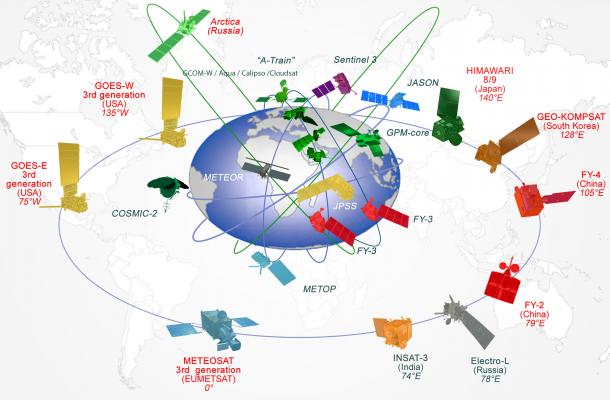 Arctica
(Russia)
"A-Train"
GCOM-W / Aqua / Calipso /Cloudsat
Sentinel 3
JASON
HIMAWARI
8/9
(Japan)
140°E
GOES-W
3rd generation
(USA)
135°W
GEO-KOMPSAT
(South Korea)
128°E
GPM-core
GOES-E
3rd
generation
(USA)
75°W
METEOR
FY-4
(China)
105°E
COSMIC-2
JPSS
FY-3
FY-3
METOP
FY-2
(China)
79°E
METEOSAT
3rd generation
(EUMETSAT)
0°
INSAT-3
(India)
74°E
Electro-L
(Russia)
78°E